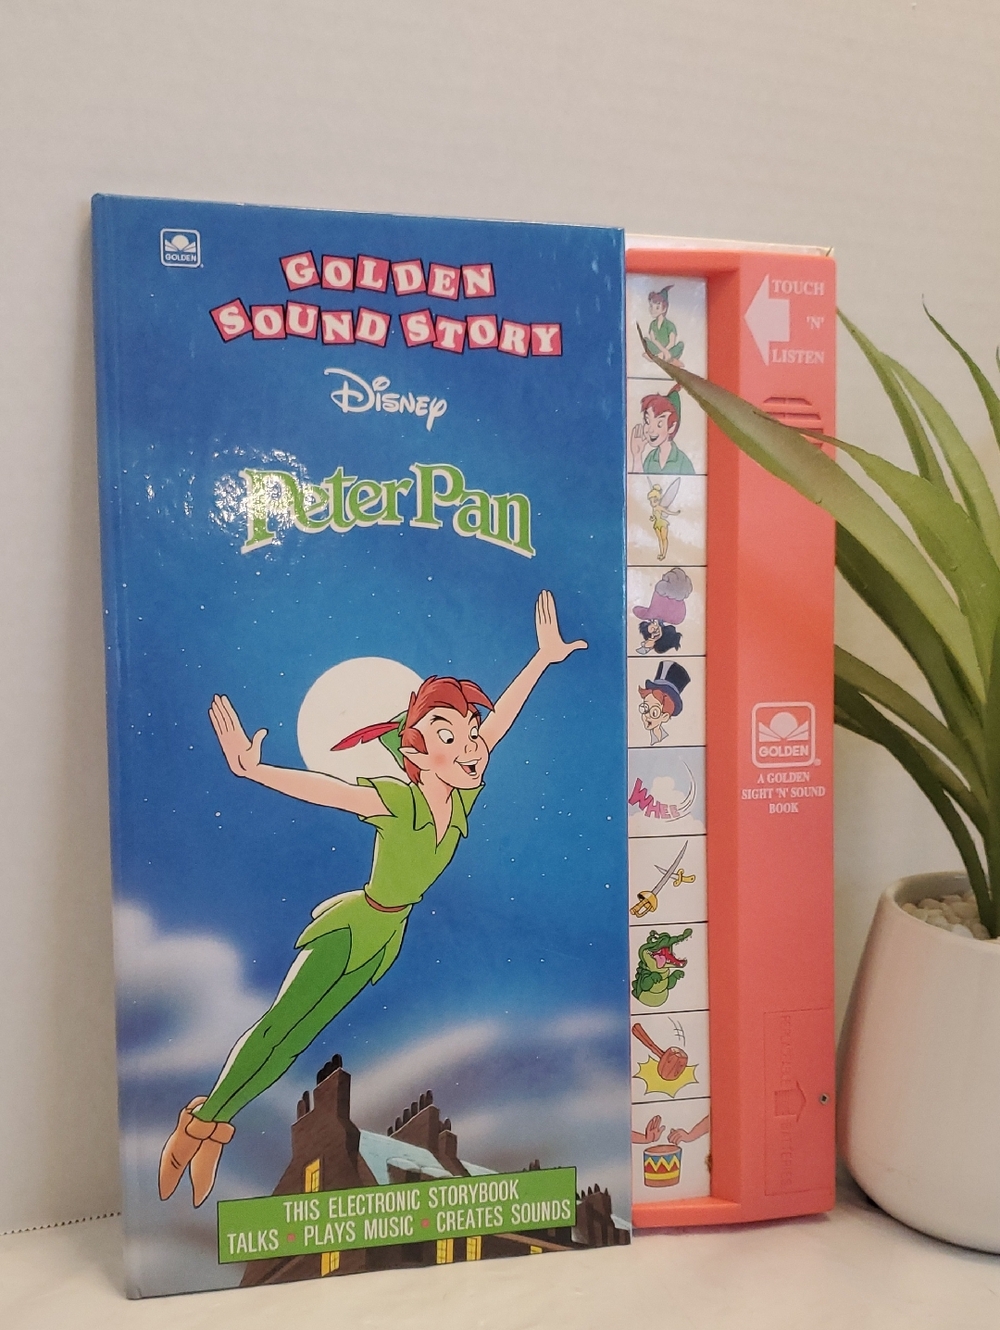 GOLDEN
GOLDEN
SOUND STORY
DISNEY
Peter Pan
THIS ELECTRONIC STORYBOOK
TALKS • PLAYS MUSIC • CREATES SOUNDS
WHEE
TOUCH
'N'
LISTEN
GOLDEN
A GOLDEN
SIGHT 'N' SOUND
BOOK